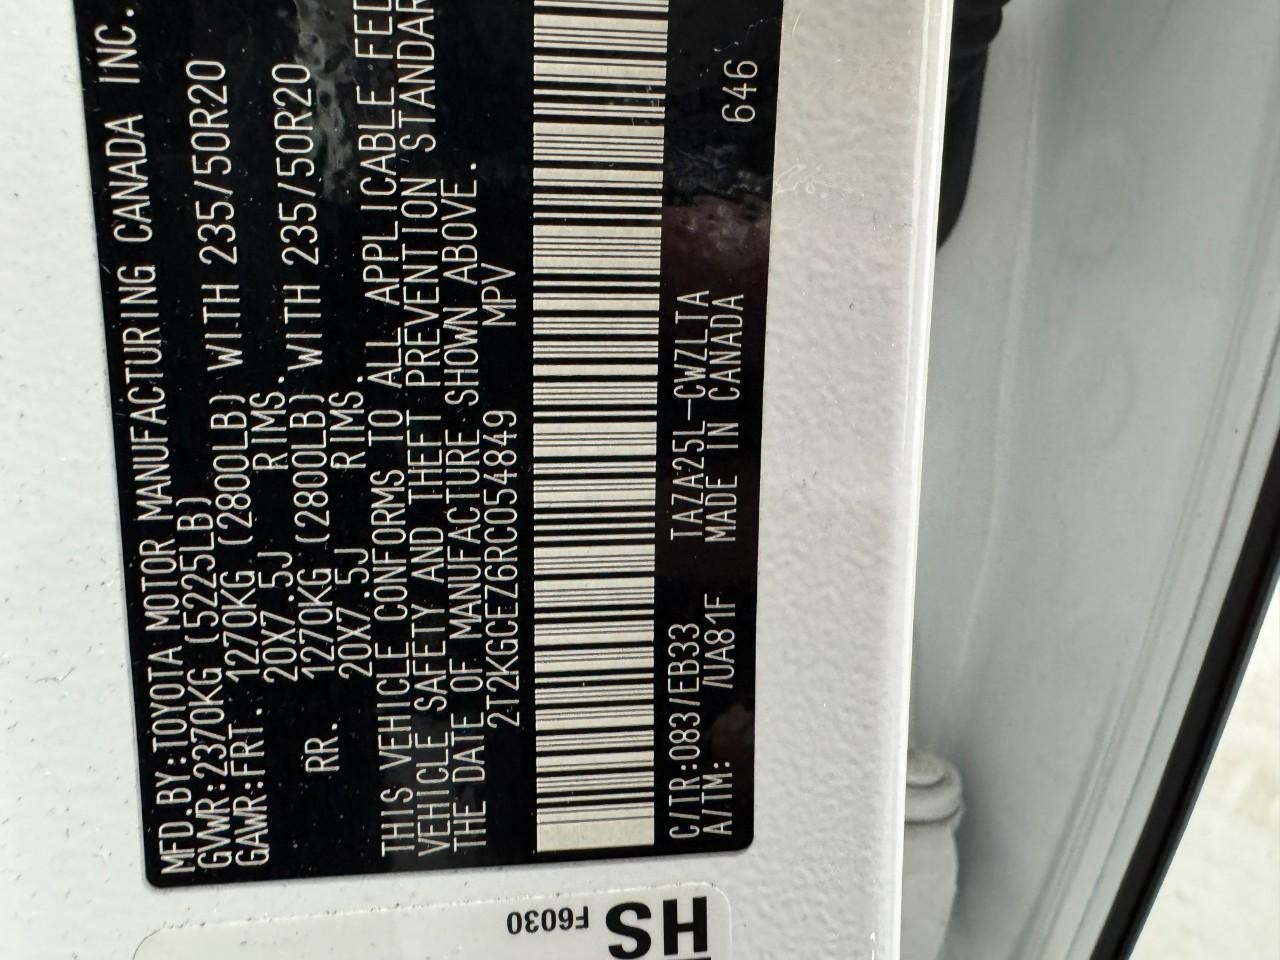 MFD.BY:TOYOTA MOTOR MANUFACTURING CANADA INC.
GVWR:2370KG (5225LB)
GAWR:FRT. 1270KG (2800LB) WITH 235/50R20
20X7.5J RIMS.
RR. 1270KG (2800LB) WITH 235/50R20
20X7.5J RIMS.
THIS VEHICLE CONFORMS TO ALL APPLICABLE
VEHICLE SAFETY AND THEFT PREVENTION
THE DATE OF MANUFACTURE SHOWN ABOVE.
2T2KGCEZ6RC054849 MPV
C/TR:083/EB33 TAZA25L-CWZLTA 646
A/TM: /UA81F MADE IN CANADA
HS
F6030